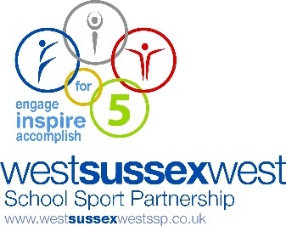 for
5
engage
inspire
accomplish
westsussexwest
School Sport Partnership
www.westsussexwestssp.co.uk